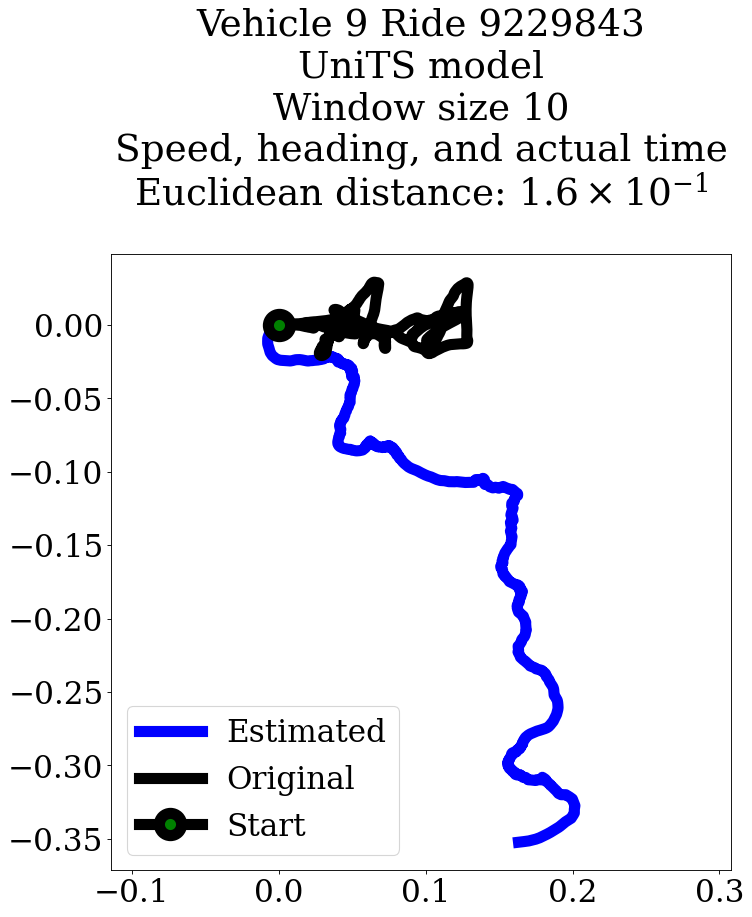 Vehicle 9 Ride 9229843
UniTS model
Window size 10
Speed, heading, and actual time
Euclidean distance: $1.6 \times 10^{-1}$
0.00
−0.05
−0.10
−0.15
−0.20
−0.25
−0.30
−0.35
Estimated
Original
Start
−0.1 0.0 0.1 0.2 0.3